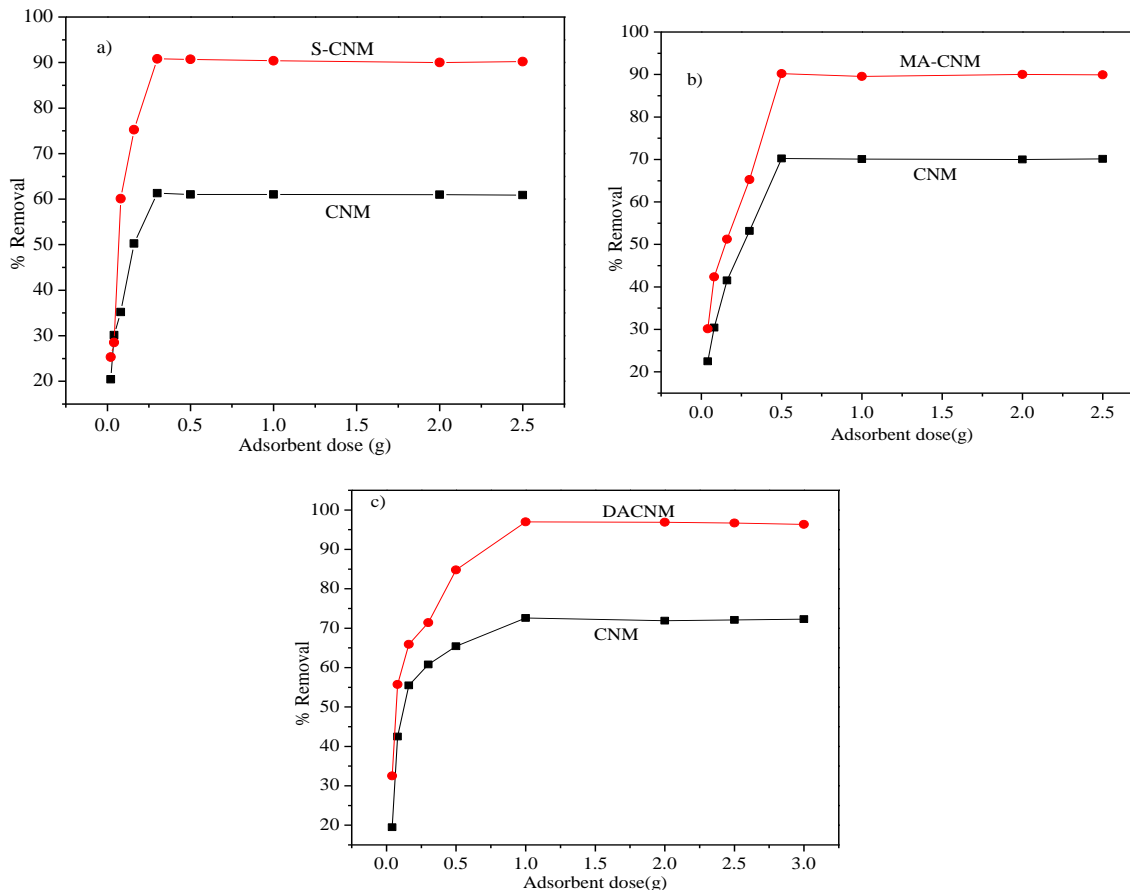 a)
S-CNM
CNM
% Removal
100
90
80
70
60
50
40
30
20
0.0 0.5 1.0 1.5 2.0 2.5
Adsorbent dose (g)
b)
MA-CNM
CNM
% Removal
100
90
80
70
60
50
40
30
20
0.0 0.5 1.0 1.5 2.0 2.5
Adsorbent dose(g)
c)
DACNM
CNM
% Removal
100
90
80
70
60
50
40
30
20
0.0 0.5 1.0 1.5 2.0 2.5 3.0
Adsorbent dose(g)